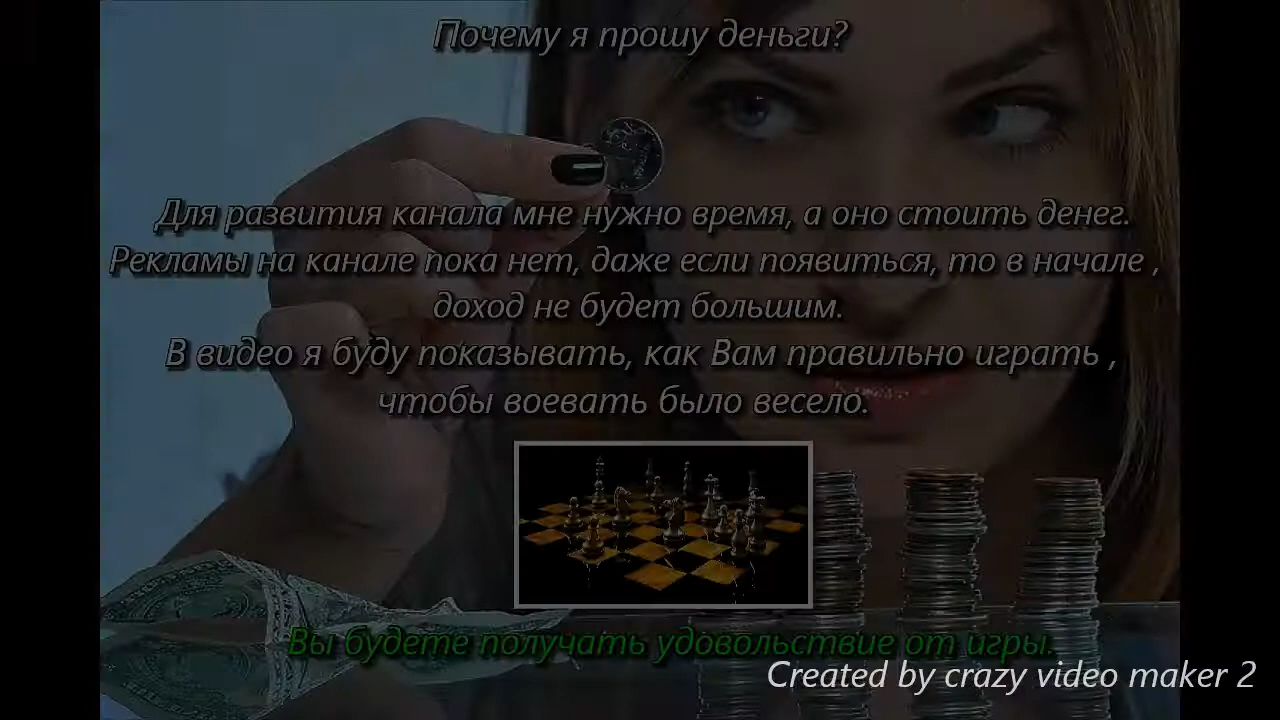 Почему я прошу деньги?
Для развития канала мне нужно время, а оно стоить денег.
Рекламы на канале пока нет, даже если появиться, то в начале ,
доход не будет большим.
В видео я буду показывать, как Вам правильно играть ,
чтобы воевать было весело.
Вы будете получать удовольствие от игры.
Created by crazy video maker 2